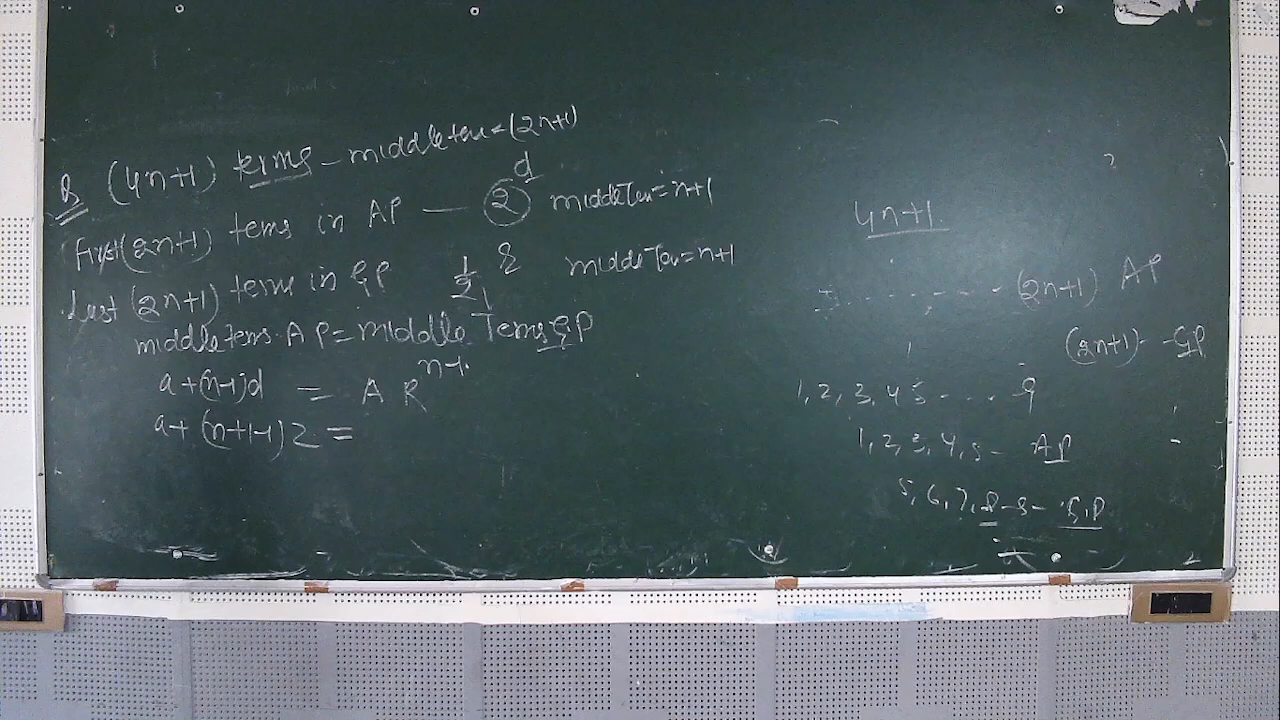 Q (4n+1) terms - middle term = (2n+1)
d
First (2n+1) terms in AP — 2 middle Term = n+1
Last (2n+1) terms in GP 1/2 middle Term = n+1
middle terms AP = middle Terms GP
a+(n-1)d = A R^{n-1}
a+(n+1-1)2 =
4n+1
(2n+1) AP
(2n+1) - GP
1, 2, 3, 4 5 . . . . 9
1, 2, 3, 4, 5 - AP
5, 6, 7, 8 - 9 - G.P